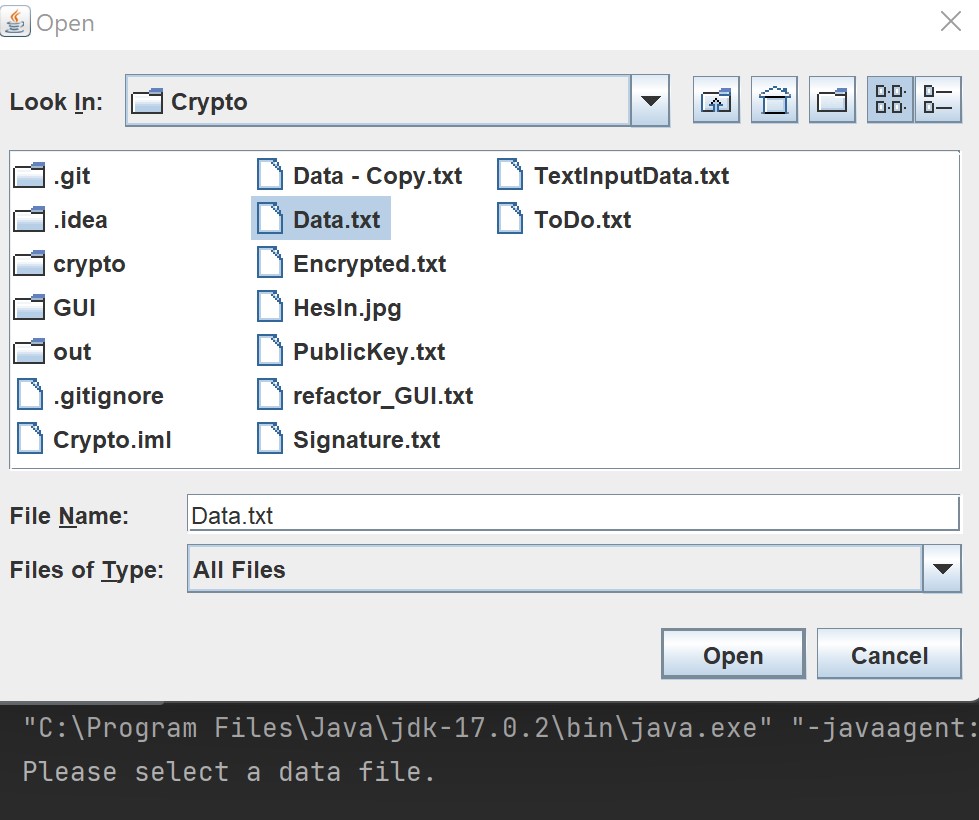 Open
Look In: Crypto
.git
.idea
crypto
GUI
out
.gitignore
Crypto.iml
Data - Copy.txt
Data.txt
Encrypted.txt
HesIn.jpg
PublicKey.txt
refactor_GUI.txt
Signature.txt
TextInputData.txt
ToDo.txt
File Name: Data.txt
Files of Type: All Files
Open Cancel
"C:\Program Files\Java\jdk-17.0.2\bin\java.exe" "-javaagent:
Please select a data file.